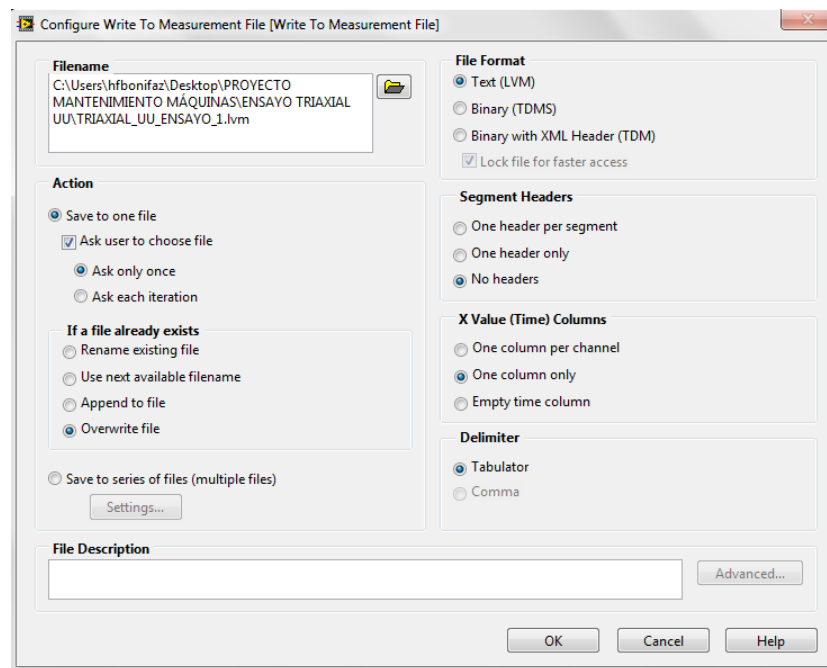 Configure Write To Measurement File [Write To Measurement File]
Filename
C:\Users\hfbonifaz\Desktop\PROYECTO
MANTENIMIENTO MÁQUINAS\ENSAYO TRIAXIAL
UU\TRIAXIAL_UU_ENSAYO_1.lvm
Action
Save to one file
Ask user to choose file
Ask only once
Ask each iteration
If a file already exists
Rename existing file
Use next available filename
Append to file
Overwrite file
Save to series of files (multiple files)
Settings...
File Format
Text (LVM)
Binary (TDMS)
Binary with XML Header (TDM)
Lock file for faster access
Segment Headers
One header per segment
One header only
No headers
X Value (Time) Columns
One column per channel
One column only
Empty time column
Delimiter
Tabulator
Comma
File Description
Advanced...
OK
Cancel
Help